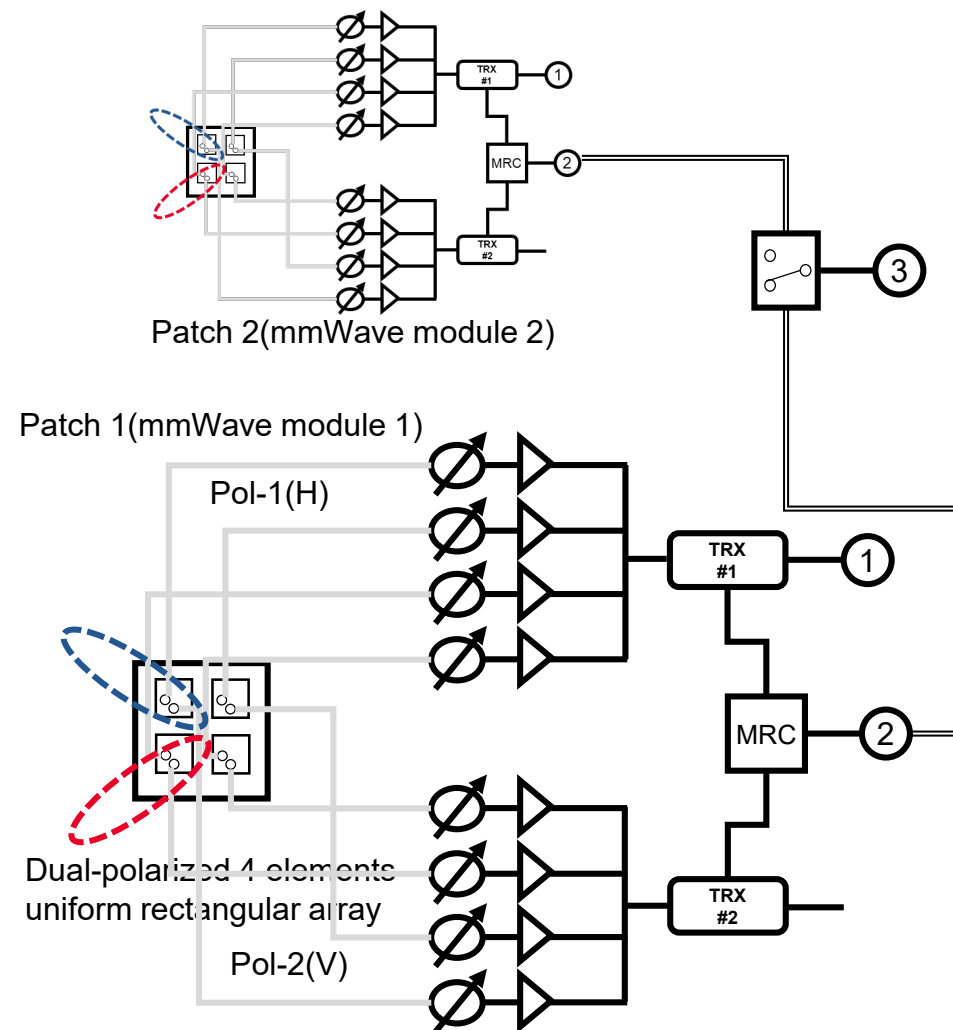 TRX
#1
1
MRC
2
TRX
#2
3
Patch 2(mmWave module 2)
Patch 1(mmWave module 1)
Pol-1(H)
TRX
#1
1
MRC
2
Dual-polarized 4 elements
uniform rectangular array
TRX
#2
Pol-2(V)